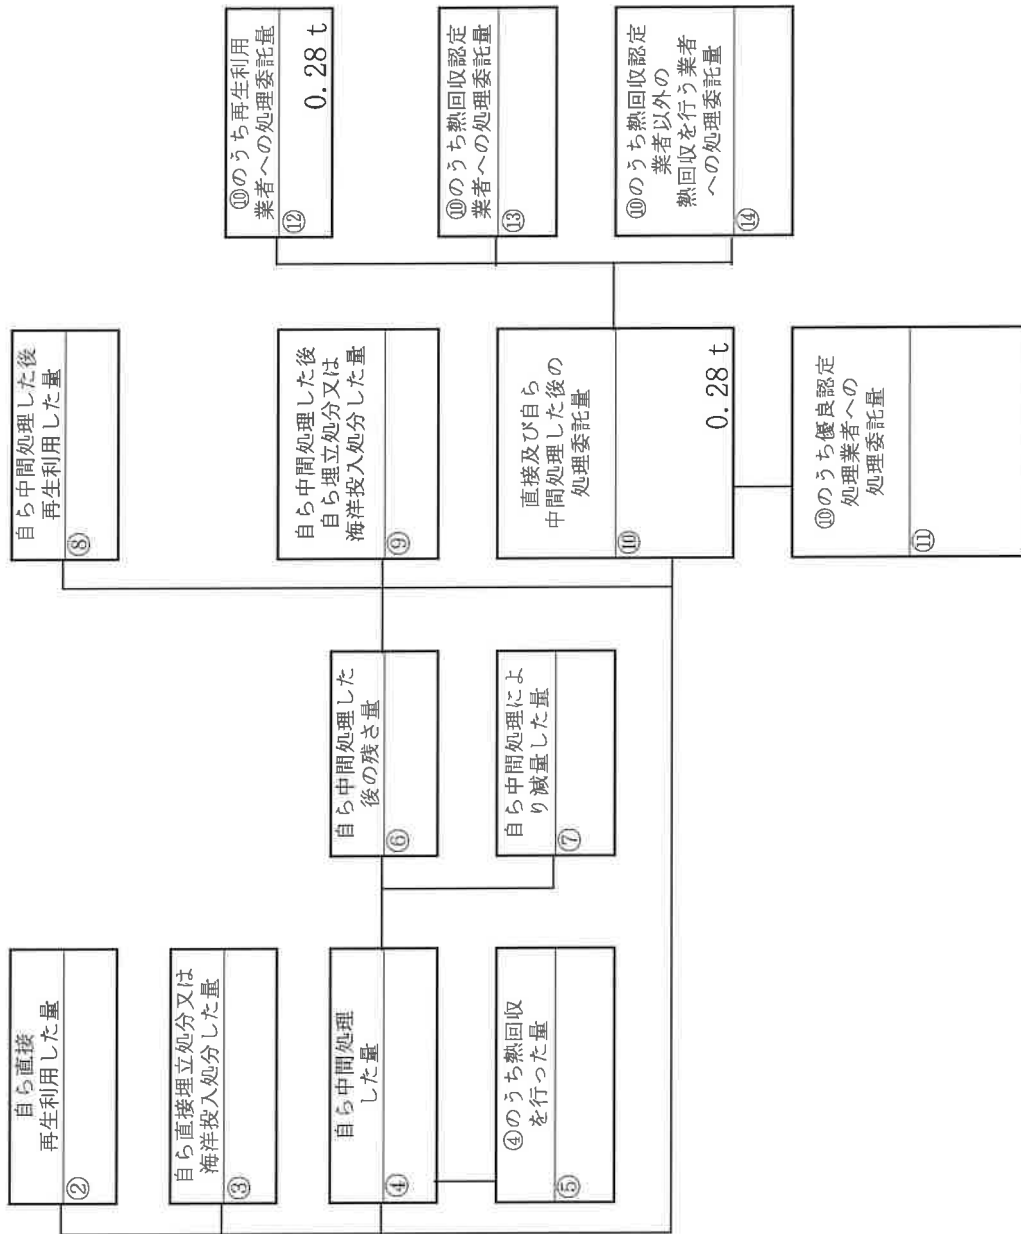 自ら直接
再生利用した量
②
自ら直接埋立処分又は
海洋投入処分した量
③
自ら中間処理
した量
④
④のうち熱回収
を行った量
⑤
自ら中間処理した
後の残さ量
⑥
自ら中間処理によ
り減量した量
⑦
自ら中間処理した後
再生利用した量
⑧
自ら中間処理した後
自ら埋立処分又は
海洋投入処分した量
⑨
直接及び自ら
中間処理した後の
処理委託量
⑩
0.28 t
⑩のうち優良認定
処理業者への
処理委託量
⑪
⑩のうち再生利用
業者への処理委託量
⑫
0.28 t
⑩のうち熱回収認定
業者への処理委託量
⑬
⑩のうち熱回収認定
業者以外の
熱回収を行う業者
への処理委託量
⑭